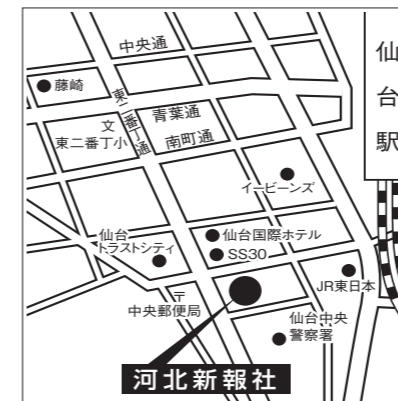 中央通
仙台駅
藤崎
東二番丁通
青葉通
文
東二番丁小
南町通
イービーンズ
仙台
トラストシティ
仙台国際ホテル
SS30
JR東日本
〒
中央郵便局
仙台中央
警察署
河北新報社